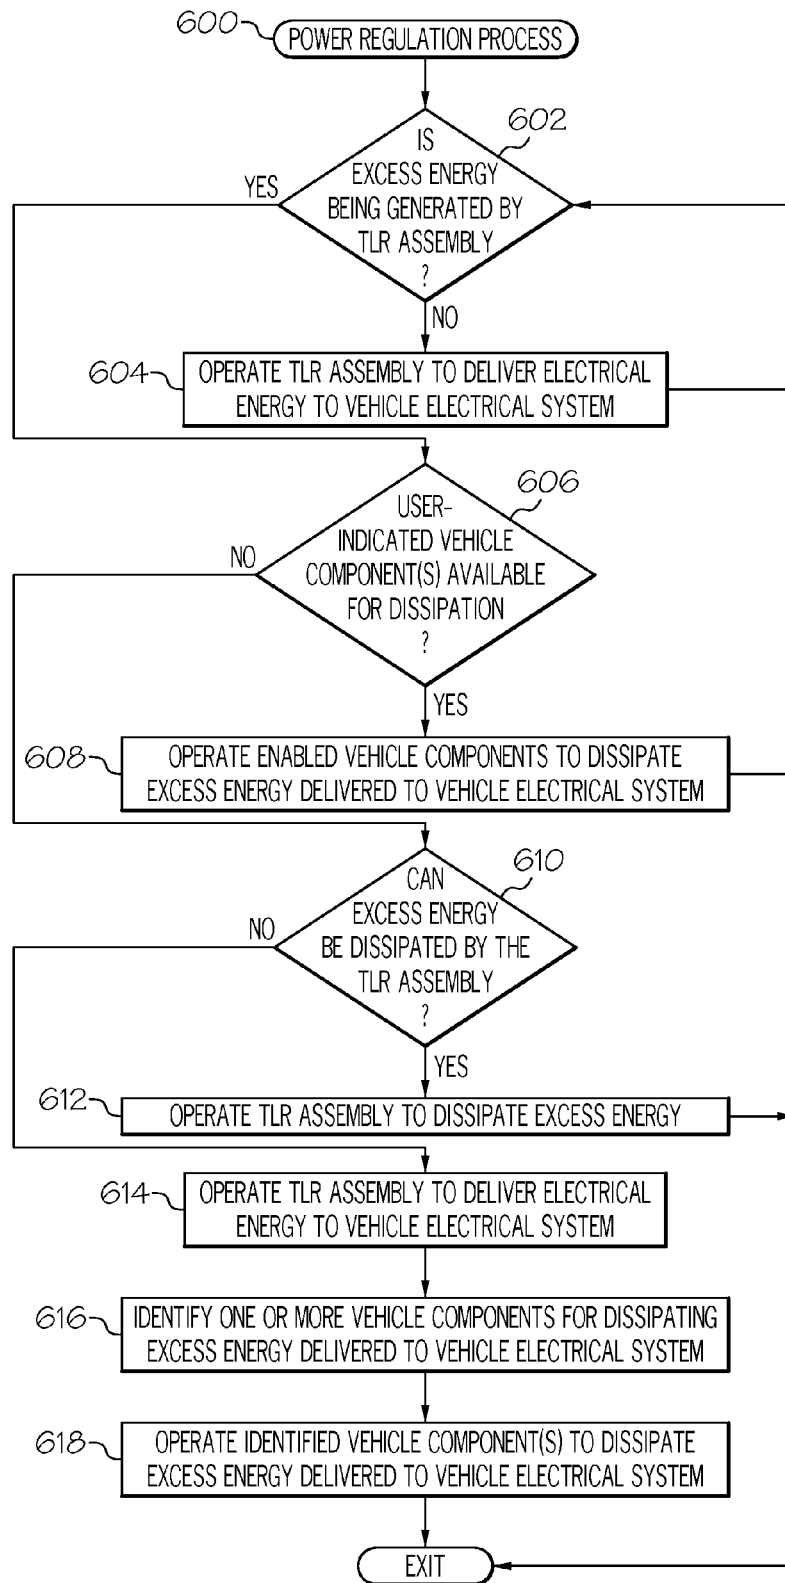 600
POWER REGULATION PROCESS
602
IS
EXCESS ENERGY
BEING GENERATED BY
TLR ASSEMBLY
?
YES
NO
604
OPERATE TLR ASSEMBLY TO DELIVER ELECTRICAL
ENERGY TO VEHICLE ELECTRICAL SYSTEM
606
USER-
INDICATED VEHICLE
COMPONENT(S) AVAILABLE
FOR DISSIPATION
?
NO
YES
608
OPERATE ENABLED VEHICLE COMPONENTS TO DISSIPATE
EXCESS ENERGY DELIVERED TO VEHICLE ELECTRICAL SYSTEM
610
CAN
EXCESS ENERGY
BE DISSIPATED BY THE
TLR ASSEMBLY
?
NO
YES
612
OPERATE TLR ASSEMBLY TO DISSIPATE EXCESS ENERGY
614
OPERATE TLR ASSEMBLY TO DELIVER ELECTRICAL
ENERGY TO VEHICLE ELECTRICAL SYSTEM
616
IDENTIFY ONE OR MORE VEHICLE COMPONENTS FOR DISSIPATING
EXCESS ENERGY DELIVERED TO VEHICLE ELECTRICAL SYSTEM
618
OPERATE IDENTIFIED VEHICLE COMPONENT(S) TO DISSIPATE
EXCESS ENERGY DELIVERED TO VEHICLE ELECTRICAL SYSTEM
EXIT